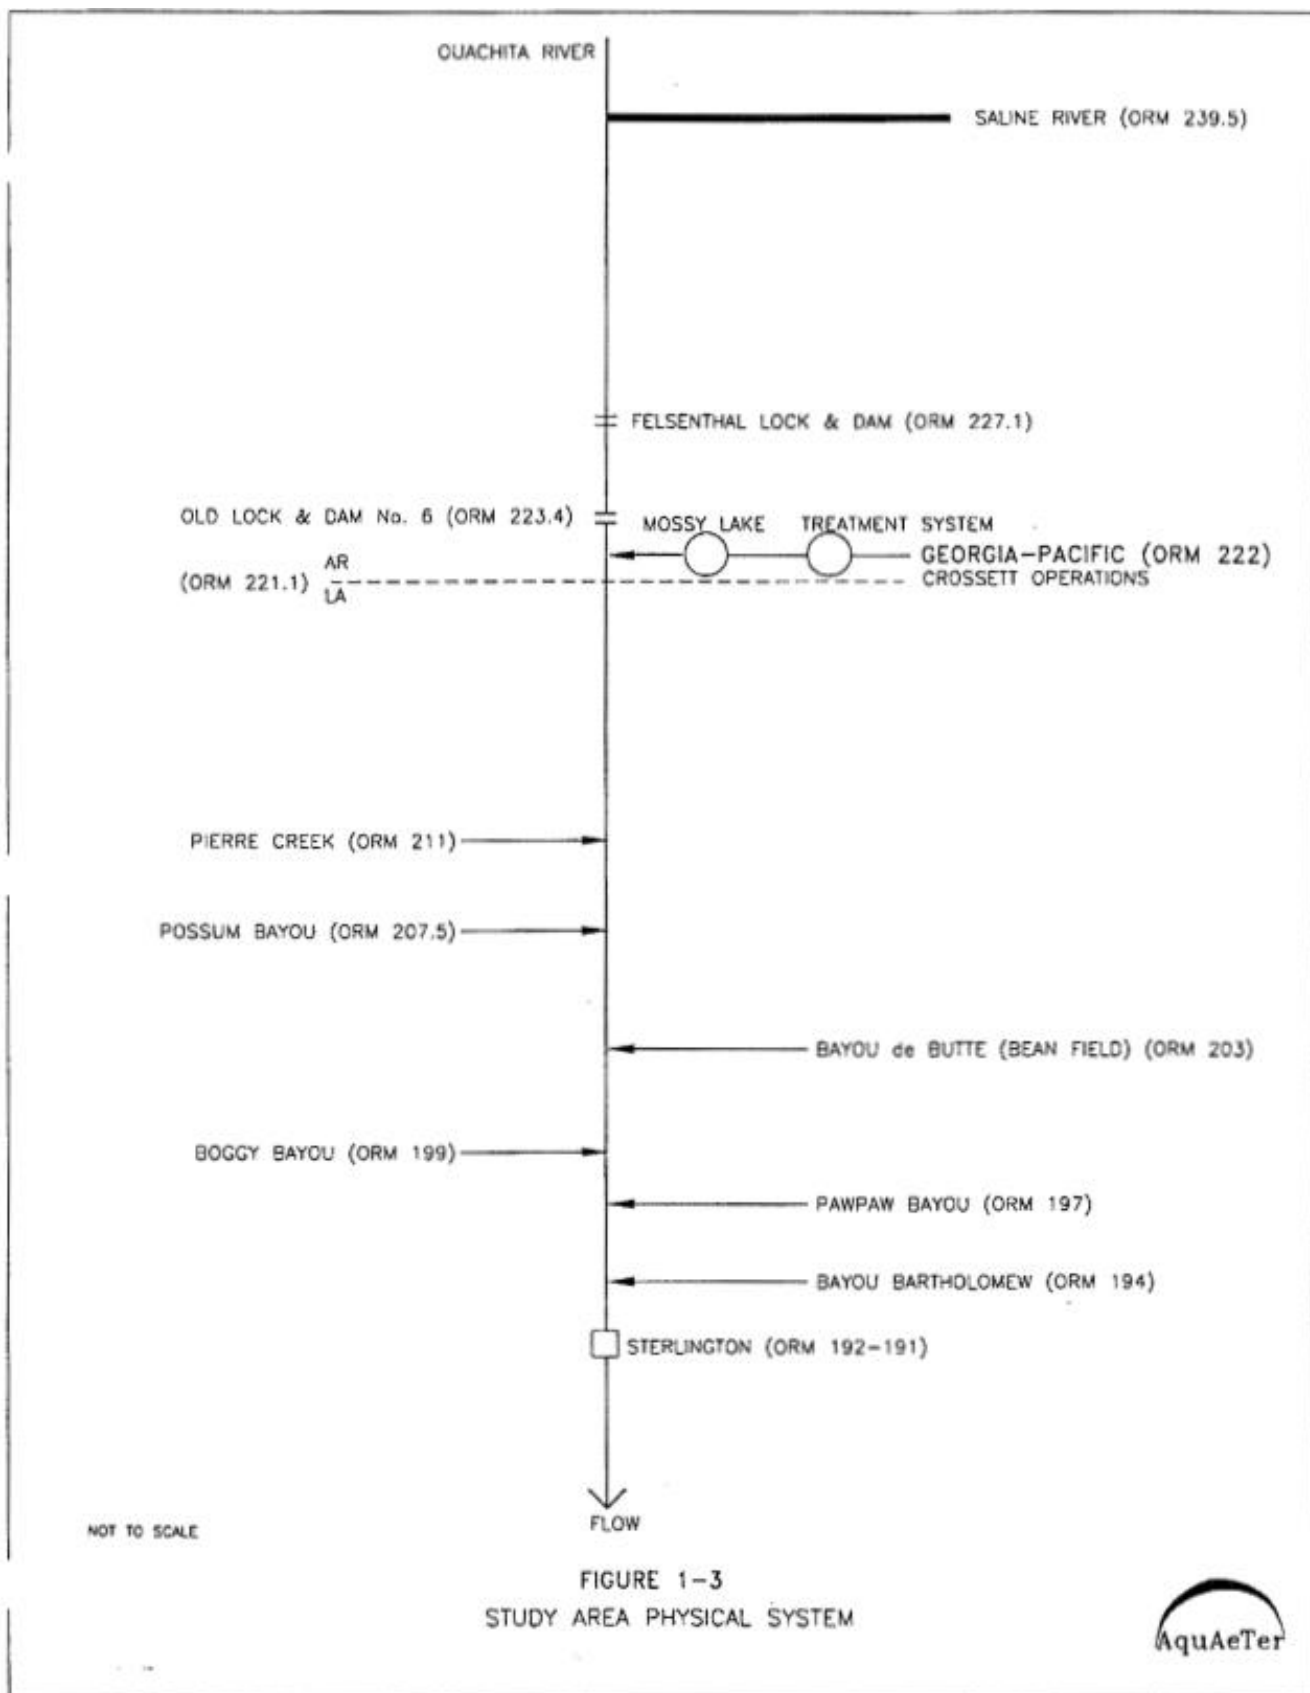 OUACHITA RIVER
SALINE RIVER (ORM 239.5)
FELSENTHAL LOCK & DAM (ORM 227.1)
OLD LOCK & DAM No. 6 (ORM 223.4)
MOSSY LAKE
TREATMENT SYSTEM
GEORGIA-PACIFIC (ORM 222)
CROSSETT OPERATIONS
AR
(ORM 221.1)
LA
PIERRE CREEK (ORM 211)
POSSUM BAYOU (ORM 207.5)
BAYOU de BUTTE (BEAN FIELD) (ORM 203)
BOGGY BAYOU (ORM 199)
PAWPAW BAYOU (ORM 197)
BAYOU BARTHOLOMEW (ORM 194)
STERLINGTON (ORM 192-191)
FLOW
NOT TO SCALE
FIGURE 1-3
STUDY AREA PHYSICAL SYSTEM
AquAeTer